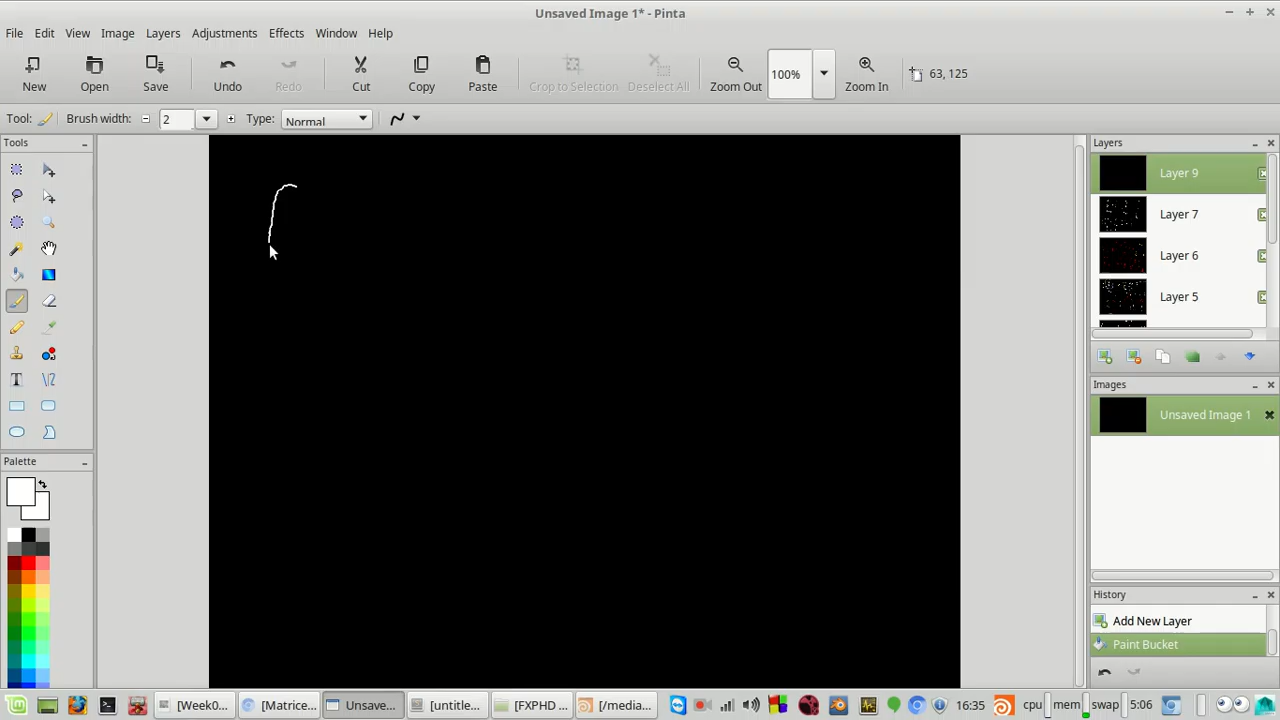 Unsaved Image 1* - Pinta
File Edit View Image Layers Adjustments Effects Window Help
New Open Save Undo Redo Cut Copy Paste Crop to Selection Deselect All Zoom Out 100% Zoom In 63, 125
Tool: Brush width: 2 Type: Normal
Tools
Layers
Layer 9
Layer 7
Layer 6
Layer 5
Images
Unsaved Image 1
Palette
History
Add New Layer
Paint Bucket
[Week0... [Matrice... Unsave... [untitle... [FXPHD ... [/media... 16:35 cpu mem swap 5:06